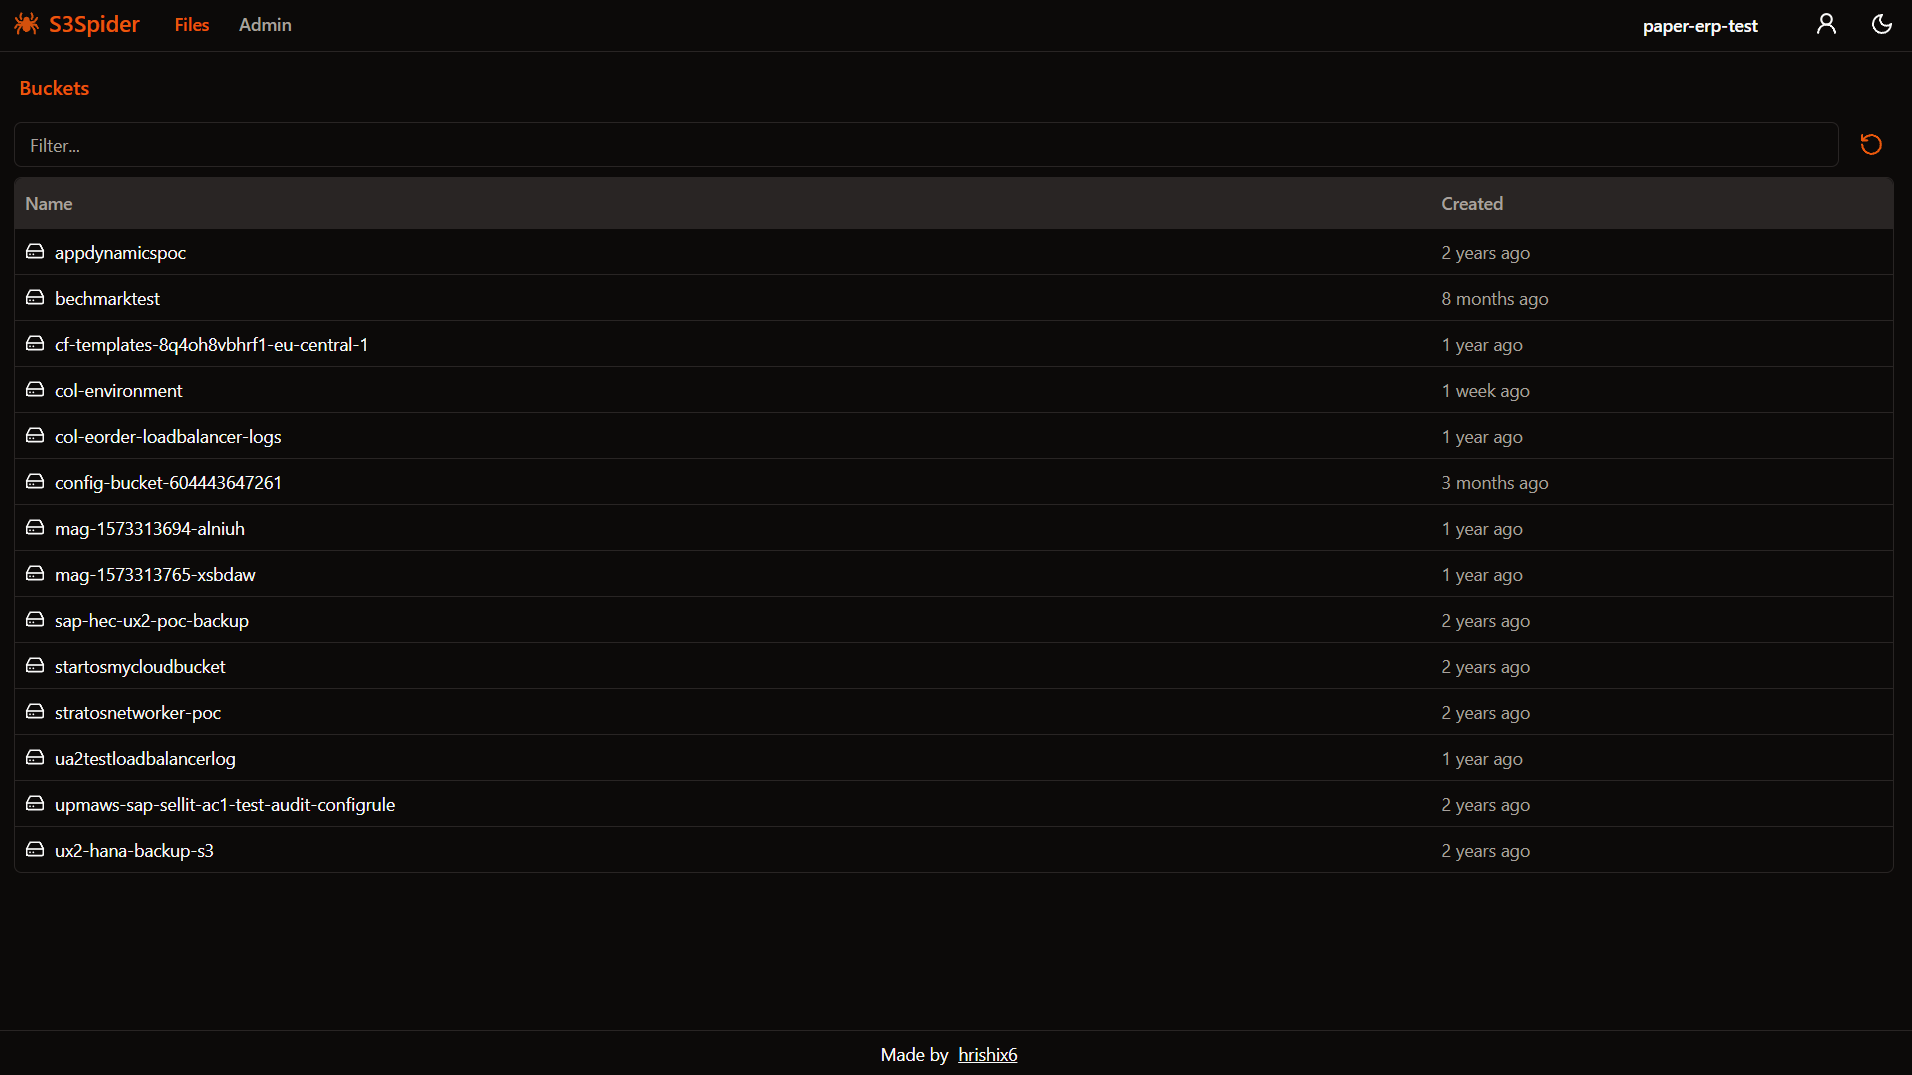 S3Spider Files Admin paper-erp-test
Buckets
Filter...
Name Created
appdynamicspoc 2 years ago
bechmarktest 8 months ago
cf-templates-8q4oh8vbhrf1-eu-central-1 1 year ago
col-environment 1 week ago
col-eorder-loadbalancer-logs 1 year ago
config-bucket-604443647261 3 months ago
mag-1573313694-alniuh 1 year ago
mag-1573313765-xsbdaw 1 year ago
sap-hec-ux2-poc-backup 2 years ago
startosmycloudbucket 2 years ago
stratosnetworker-poc 2 years ago
ua2testloadbalancerlog 1 year ago
upmaws-sap-sellit-ac1-test-audit-configrule 2 years ago
ux2-hana-backup-s3 2 years ago
Made by hrishix6